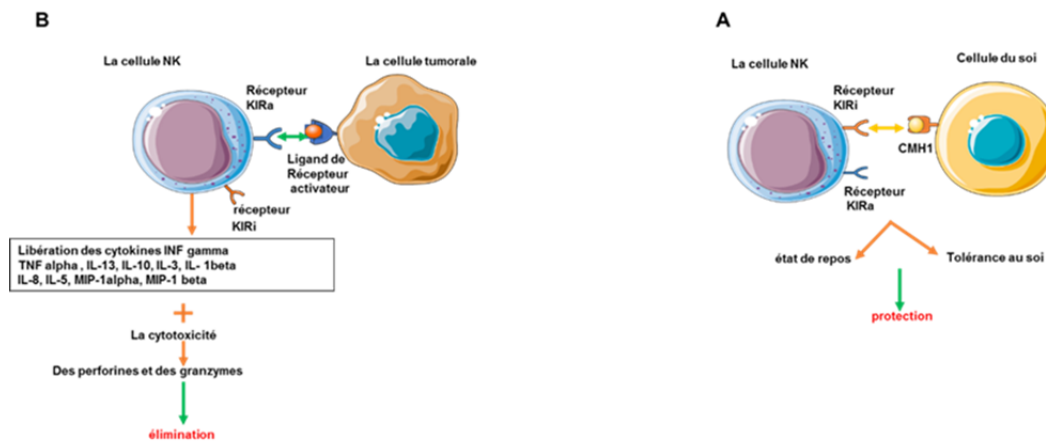 B
La cellule NK
La cellule tumorale
Récepteur
KIRa
Ligand de
Récepteur
activateur
récepteur
KIRi
Libération des cytokines INF gamma
TNF alpha , IL-13, IL-10, IL-3, IL- 1beta
IL-8, IL-5, MIP-1alpha, MIP-1 beta
La cytotoxicité
Des perforines et des granzymes
élimination
A
La cellule NK
Cellule du soi
Récepteur
KIRi
CMH1
Récepteur
KIRa
état de repos
Tolérance au soi
protection